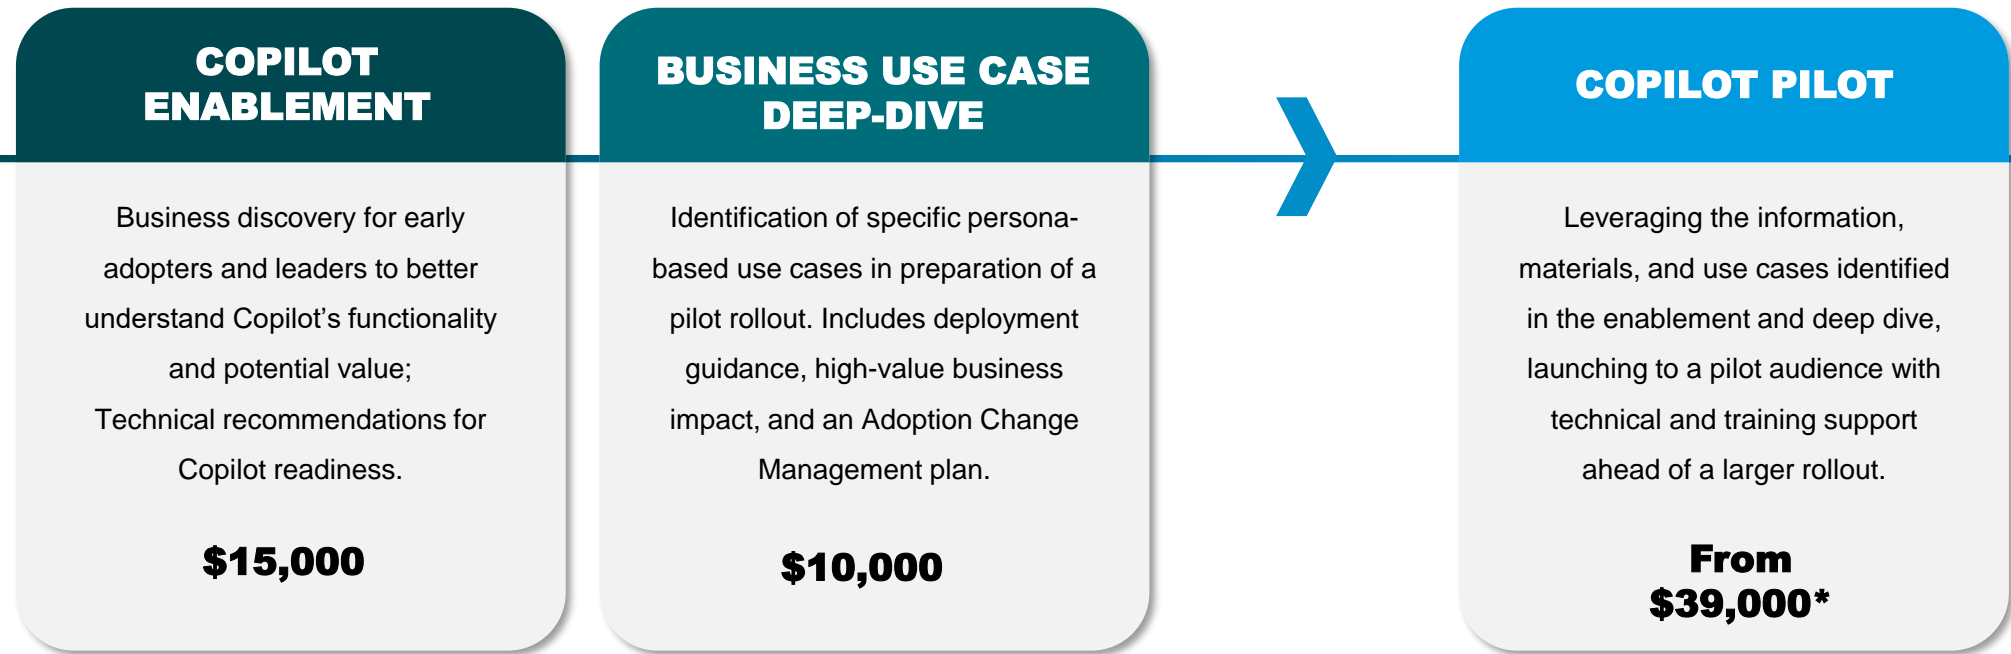 COPILOT
ENABLEMENT
Business discovery for early
adopters and leaders to better
understand Copilot’s functionality
and potential value;
Technical recommendations for
Copilot readiness.
$15,000
BUSINESS USE CASE
DEEP-DIVE
Identification of specific persona-
based use cases in preparation of a
pilot rollout. Includes deployment
guidance, high-value business
impact, and an Adoption Change
Management plan.
$10,000
COPILOT PILOT
Leveraging the information,
materials, and use cases identified
in the enablement and deep dive,
launching to a pilot audience with
technical and training support
ahead of a larger rollout.
From
$39,000*